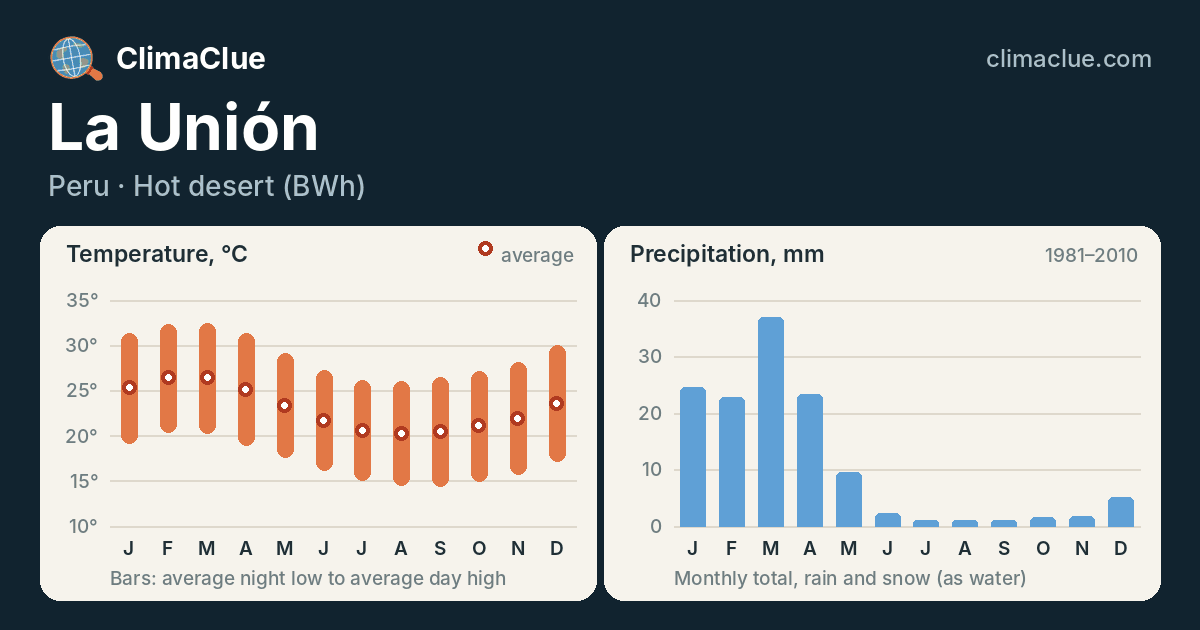 ClimaClue
climaclue.com
La Unión
Peru · Hot desert (BWh)
Temperature, °C
average
35°
30°
25°
20°
15°
10°
J F M A M J J A S O N D
Bars: average night low to average day high
Precipitation, mm
1981–2010
40
30
20
10
0
J F M A M J J A S O N D
Monthly total, rain and snow (as water)